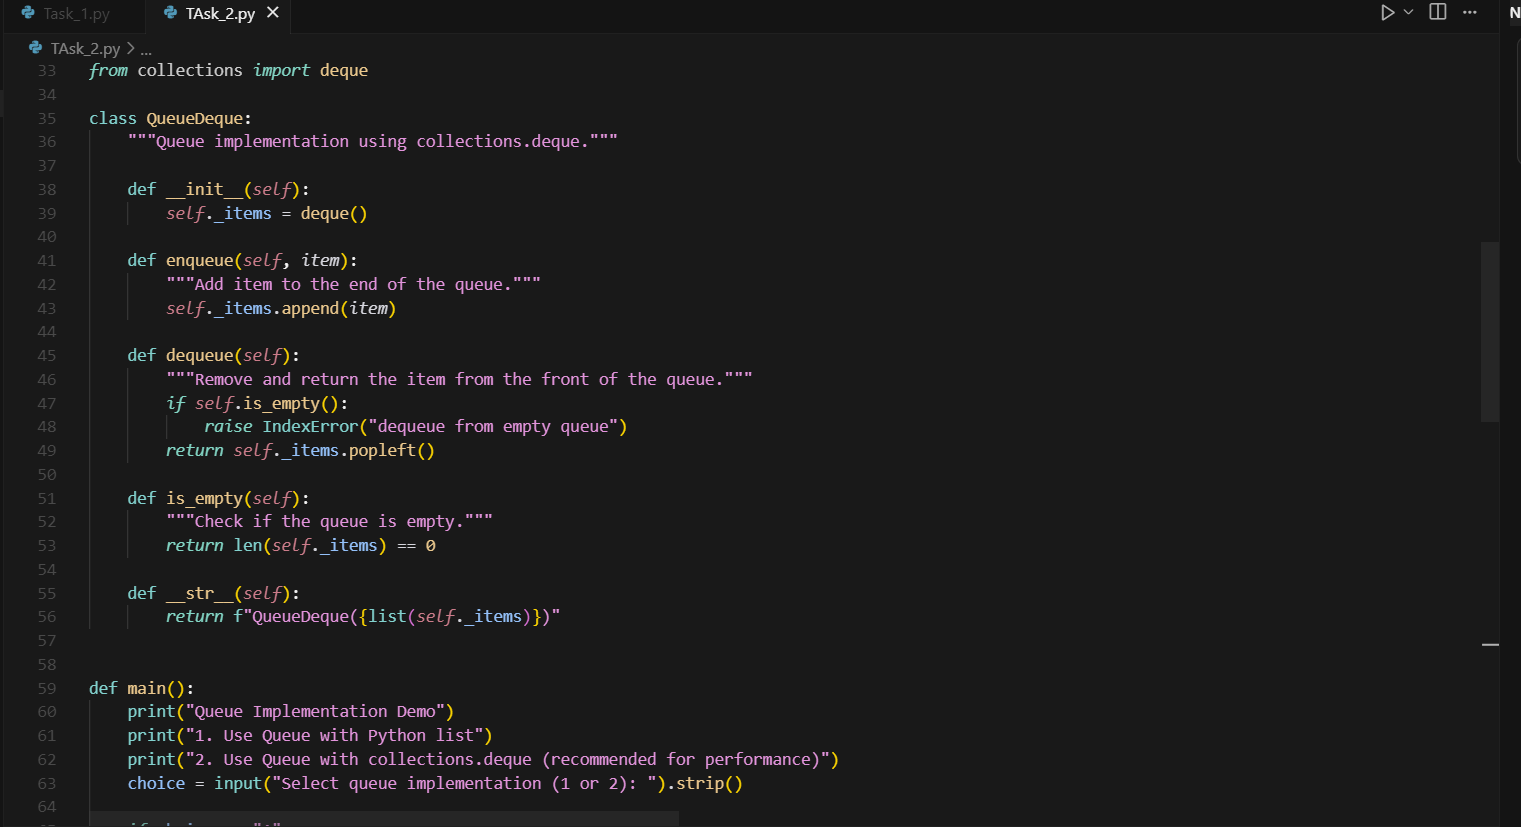 Task_1.py
TAsk_2.py
N
TAsk_2.py > ...
33 from collections import deque
34
35 class QueueDeque:
36     """Queue implementation using collections.deque."""
37
38     def __init__(self):
39         self._items = deque()
40
41     def enqueue(self, item):
42         """Add item to the end of the queue."""
43         self._items.append(item)
44
45     def dequeue(self):
46         """Remove and return the item from the front of the queue."""
47         if self.is_empty():
48             raise IndexError("dequeue from empty queue")
49         return self._items.popleft()
50
51     def is_empty(self):
52         """Check if the queue is empty."""
53         return len(self._items) == 0
54
55     def __str__(self):
56         return f"QueueDeque({list(self._items)})"
57
58
59 def main():
60     print("Queue Implementation Demo")
61     print("1. Use Queue with Python list")
62     print("2. Use Queue with collections.deque (recommended for performance)")
63     choice = input("Select queue implementation (1 or 2): ").strip()
64